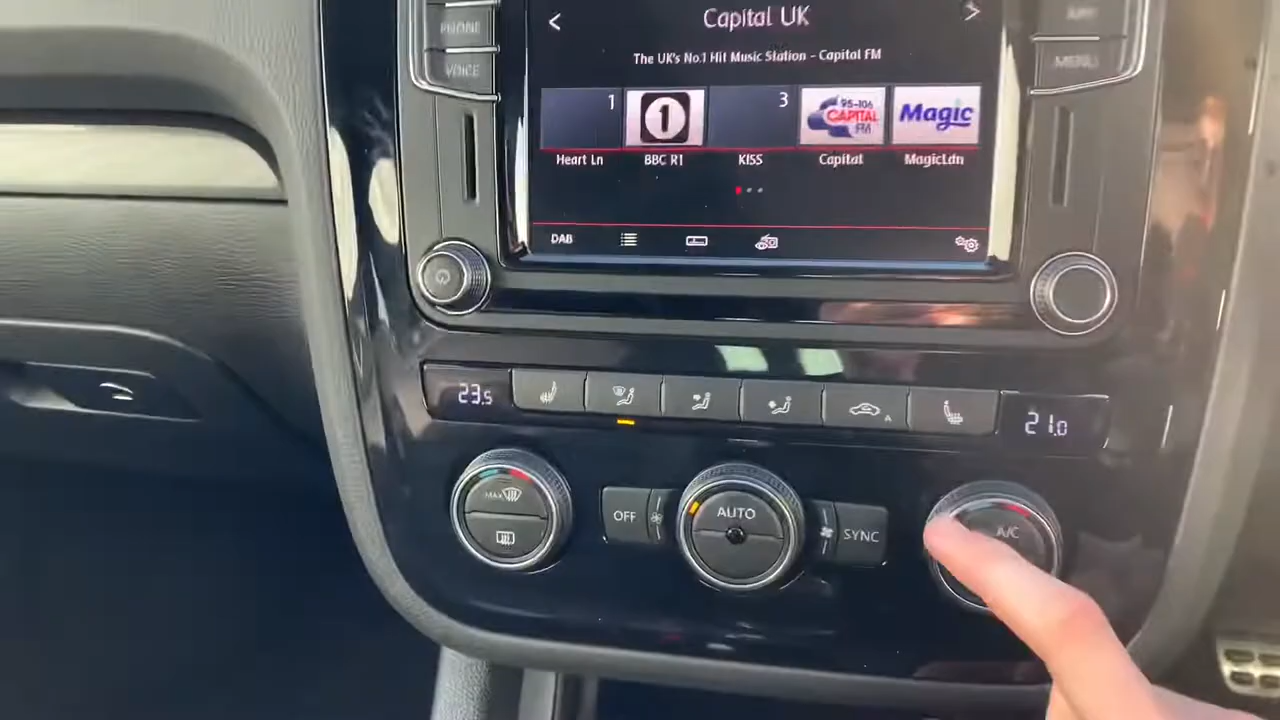 PHONE
VOICE
MENU
Capital UK
The UK's No.1 Hit Music Station - Capital FM
1
1
3
95-106
CAPITAL
FM
Magic
Heart Ln
BBC R1
KISS
Capital
MagicLdn
DAB
23.5
A
21.0
MAX
OFF
AUTO
SYNC
A/C